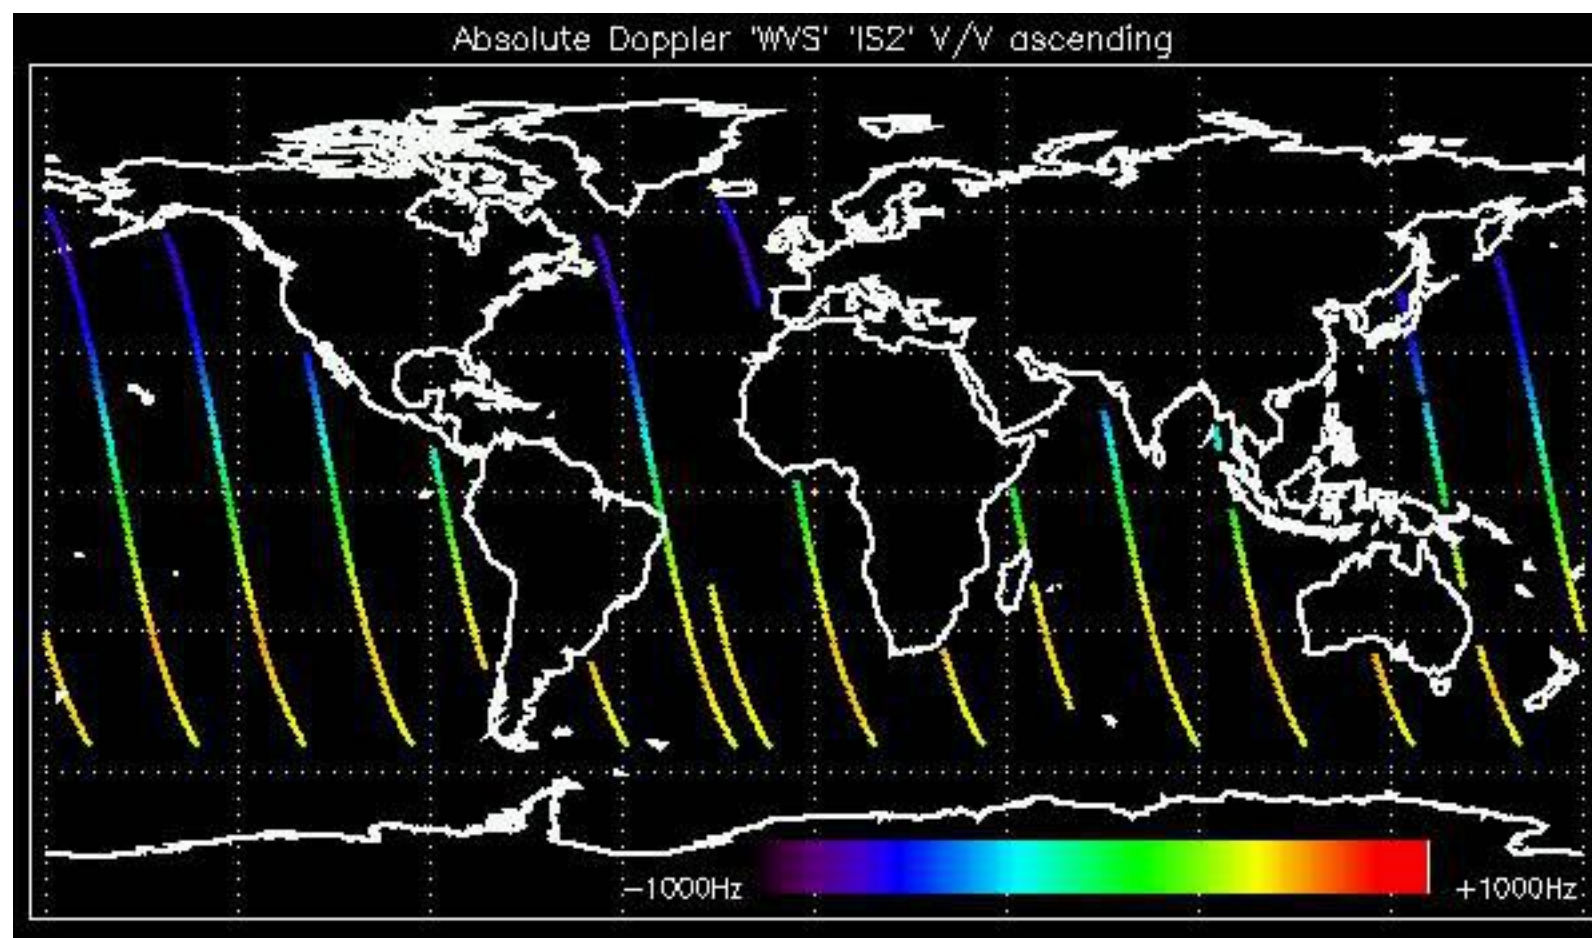 Absolute Doppler 'WVS' 'IS2' V/V ascending
-1000Hz +1000Hz